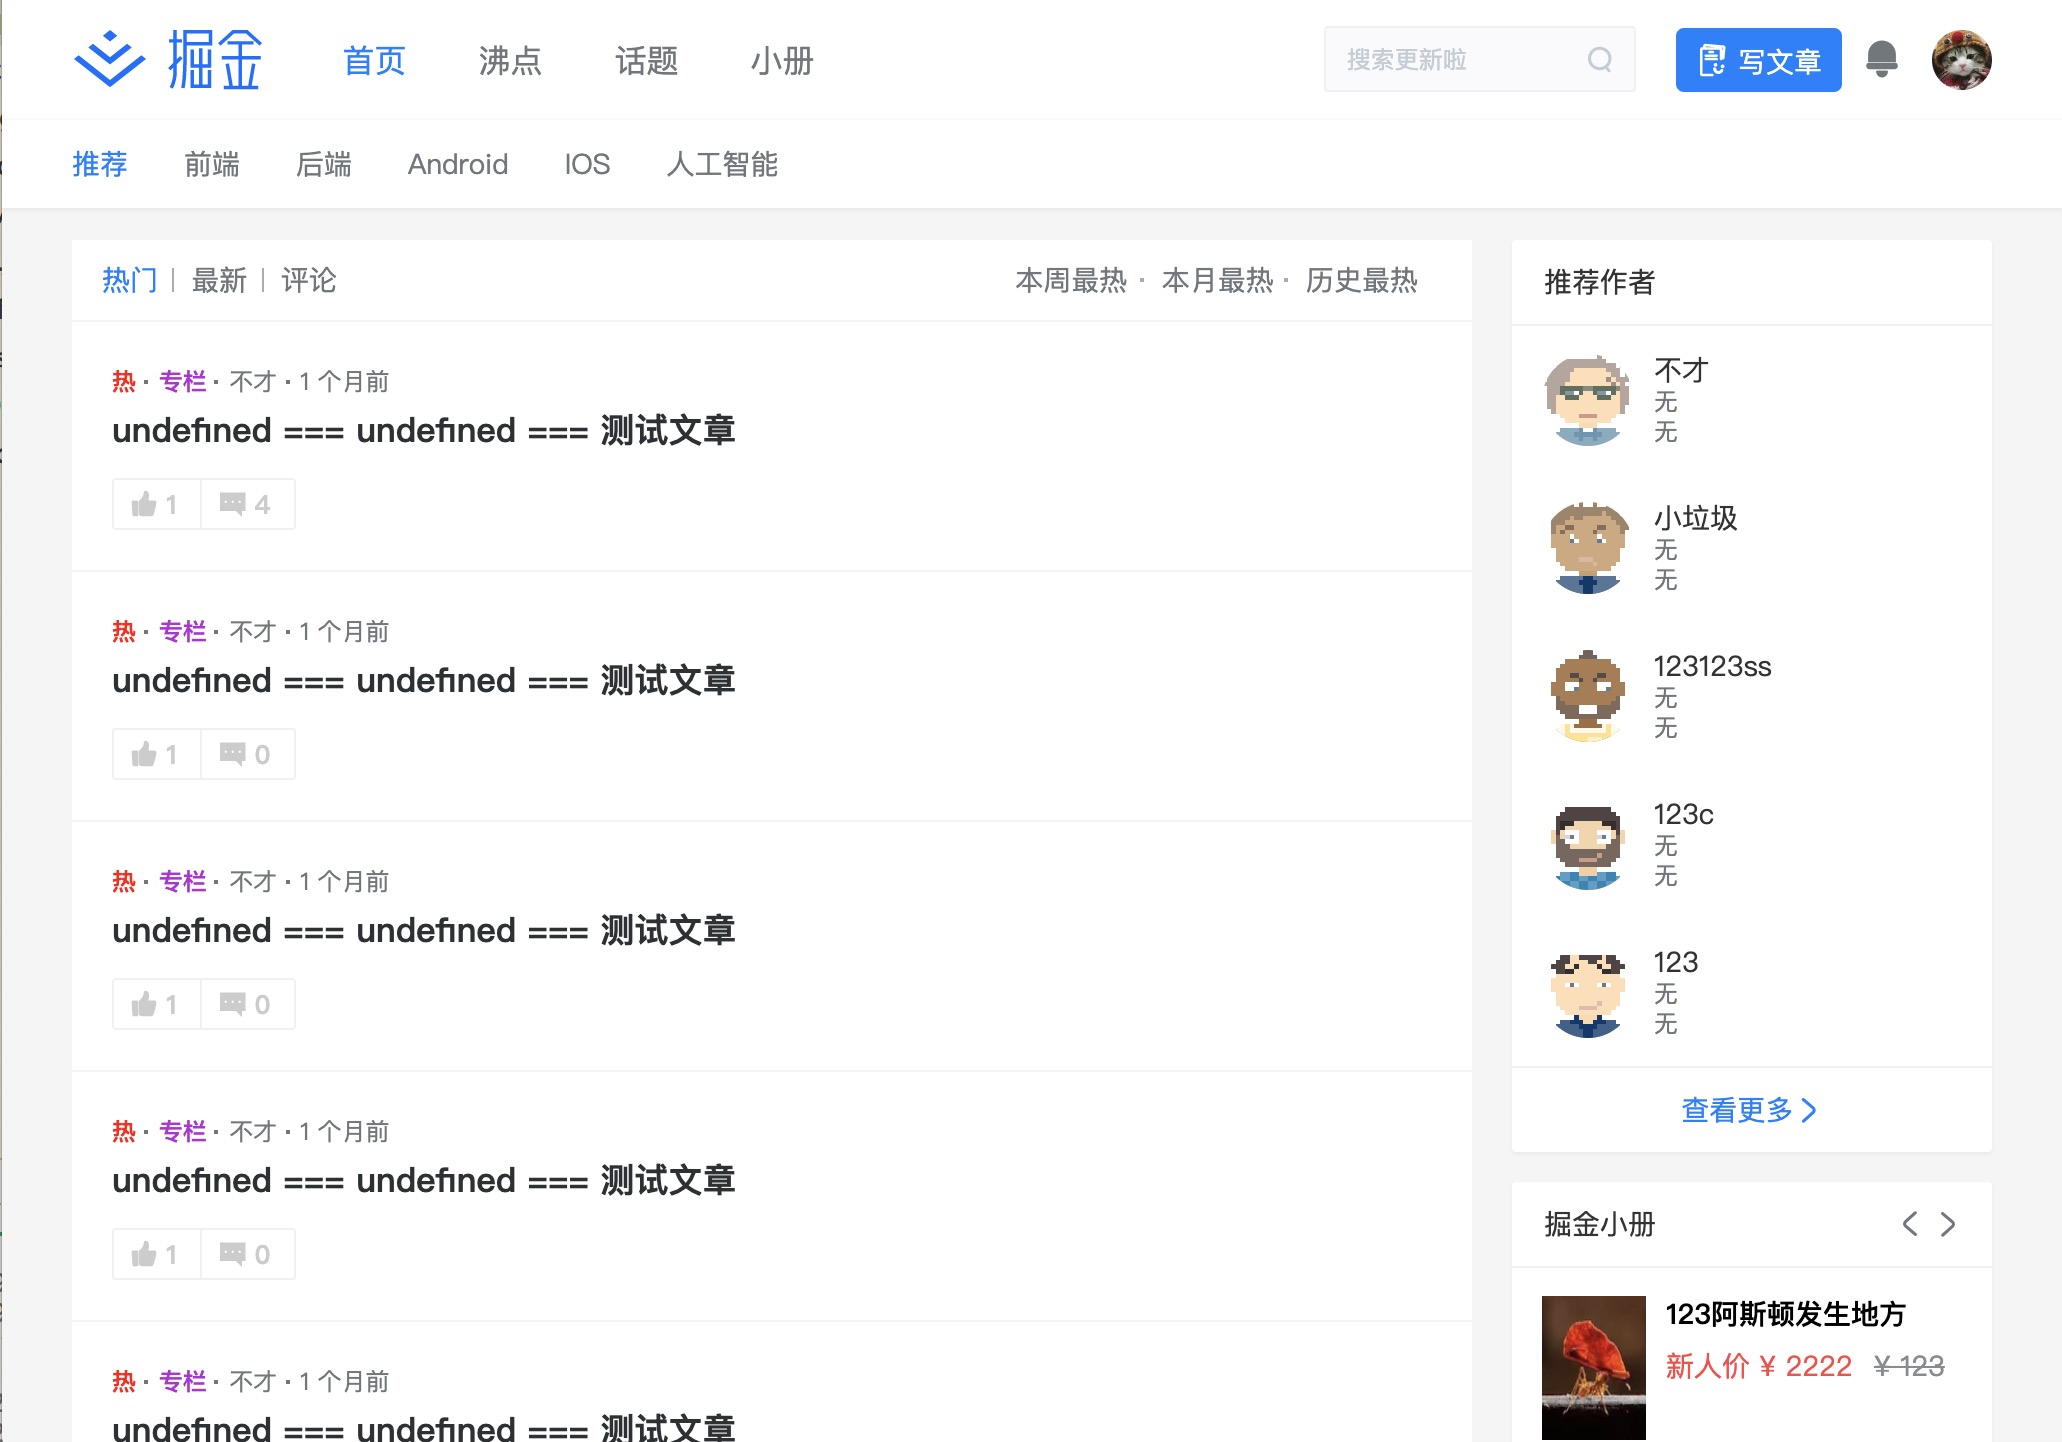 掘金 首页 沸点 话题 小册 搜索更新啦 写文章
推荐 前端 后端 Android IOS 人工智能
热门 | 最新 | 评论 本周最热 · 本月最热 · 历史最热
热 · 专栏 · 不才 · 1 个月前
undefined === undefined === 测试文章
1 4
热 · 专栏 · 不才 · 1 个月前
undefined === undefined === 测试文章
1 0
热 · 专栏 · 不才 · 1 个月前
undefined === undefined === 测试文章
1 0
热 · 专栏 · 不才 · 1 个月前
undefined === undefined === 测试文章
1 0
热 · 专栏 · 不才 · 1 个月前
undefined === undefined === 测试文章
推荐作者
不才
无
无
小垃圾
无
无
123123ss
无
无
123c
无
无
123
无
无
查看更多
掘金小册
123阿斯顿发生地方
新人价 ¥ 2222 ¥ 123